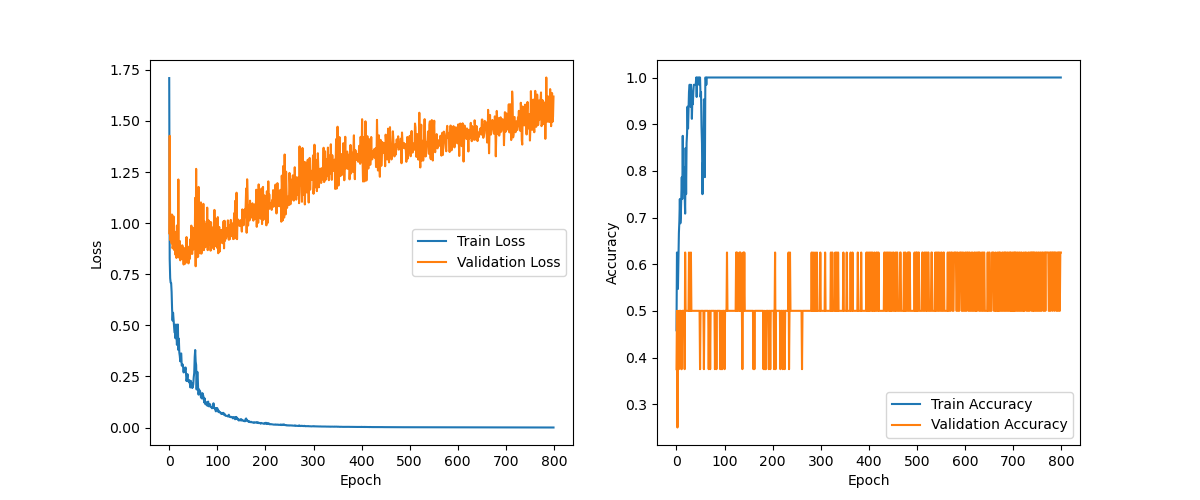 1.75
1.50
1.25
1.00
0.75
0.50
0.25
0.00
Loss
0 100 200 300 400 500 600 700 800
Epoch
Train Loss
Validation Loss
1.0
0.9
0.8
0.7
0.6
0.5
0.4
0.3
Accuracy
0 100 200 300 400 500 600 700 800
Epoch
Train Accuracy
Validation Accuracy